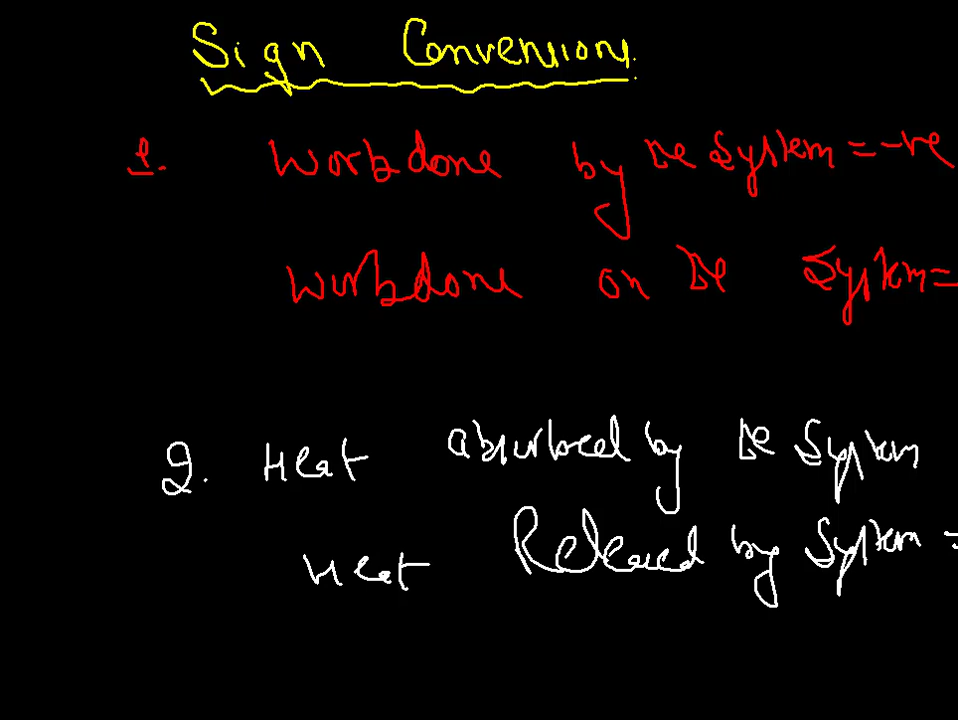 Sign Convensions.
1. Workdone by the System = -ve
Workdone on the System =
2. Heat absorbed by the System
Heat Released by System =